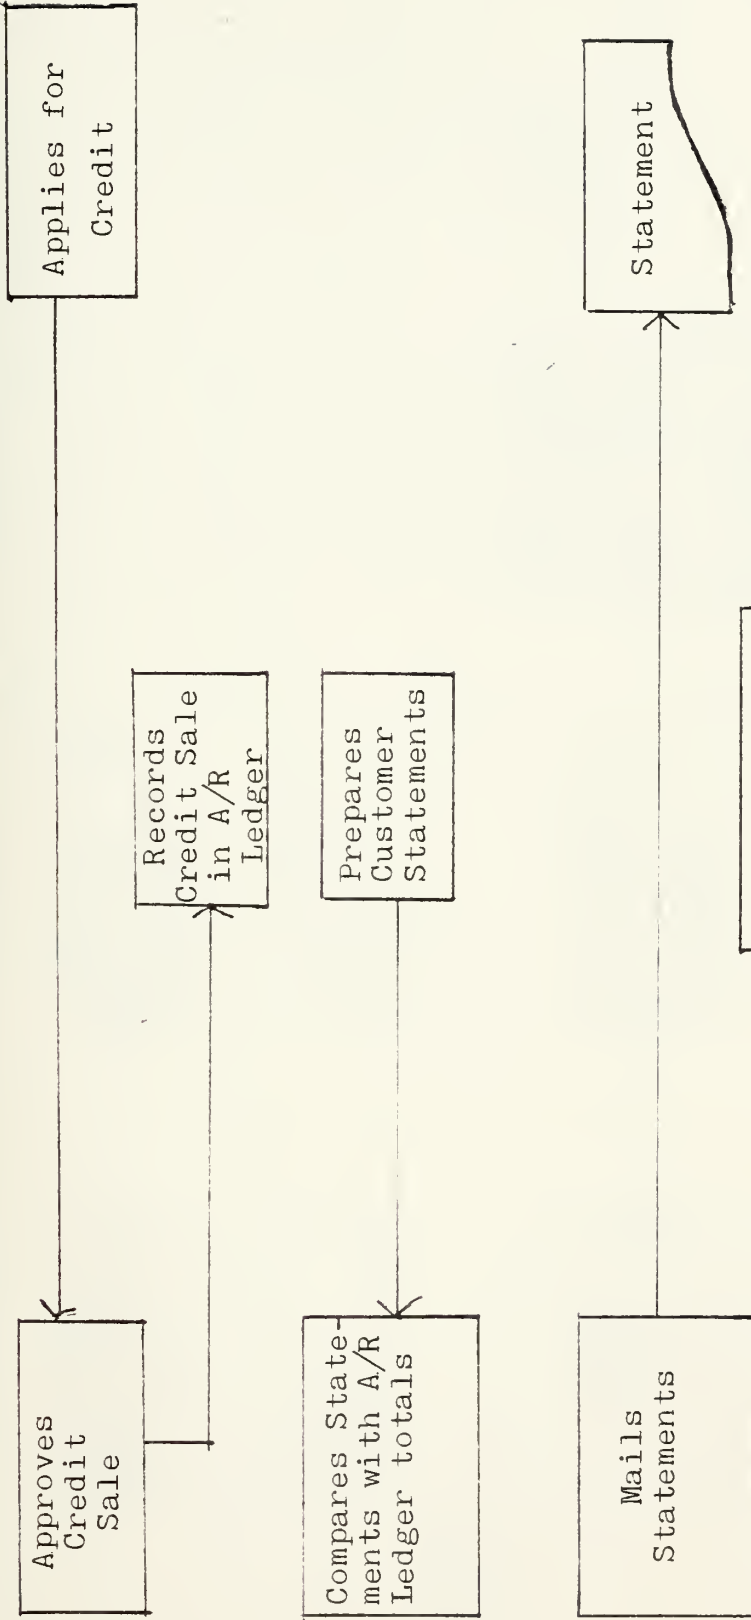 Applies for
Credit
Approves
Credit
Sale
Records
Credit Sale
in A/R
Ledger
Prepares
Customer
Statements
Compares State-
ments with A/R
Ledger totals
Mails
Statements
Statement